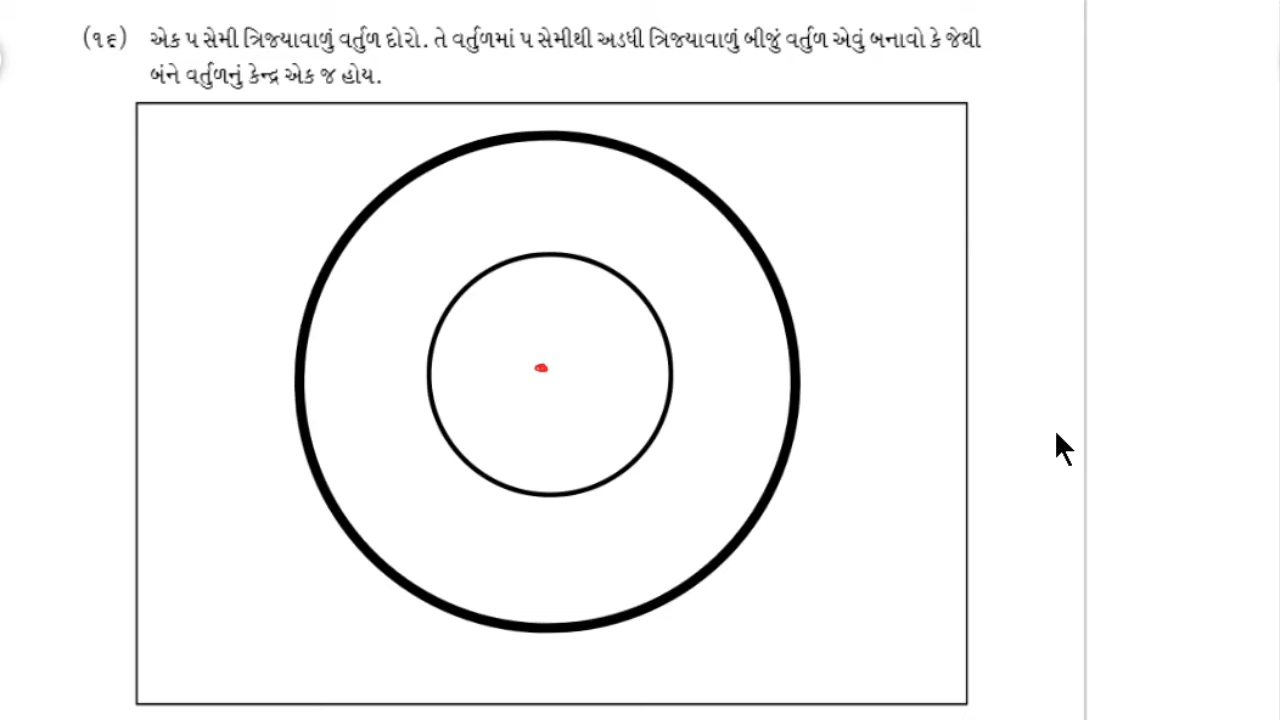 (૧૬) એક ૫ સેમી ત્રિજ્યાવાળું વર્તુળ દોરો. તે વર્તુળમાં ૫ સેમીથી અડધી ત્રિજ્યાવાળું બીજું વર્તુળ એવું બનાવો કે જેથી
બંને વર્તુળનું કેન્દ્ર એક જ હોય.